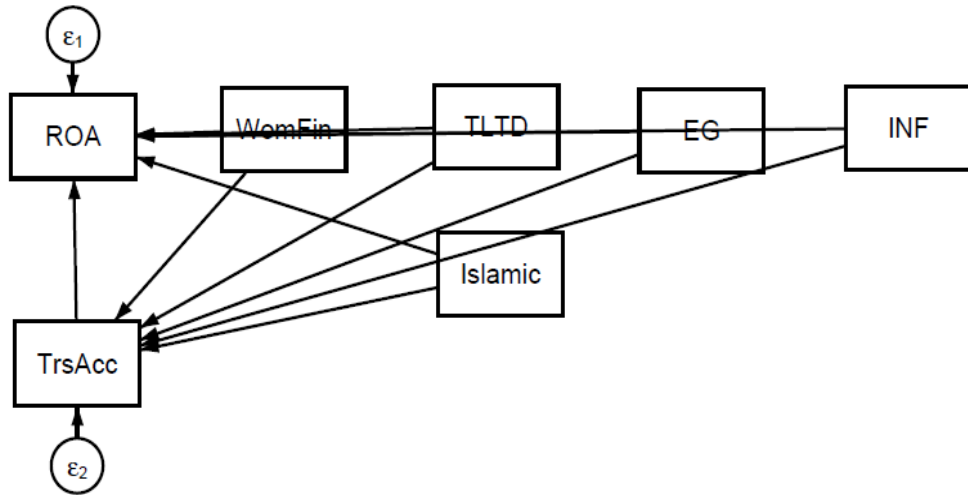 ε1
ROA
WomFin
TLTD
EG
INF
Islamic
TrsAcc
ε2